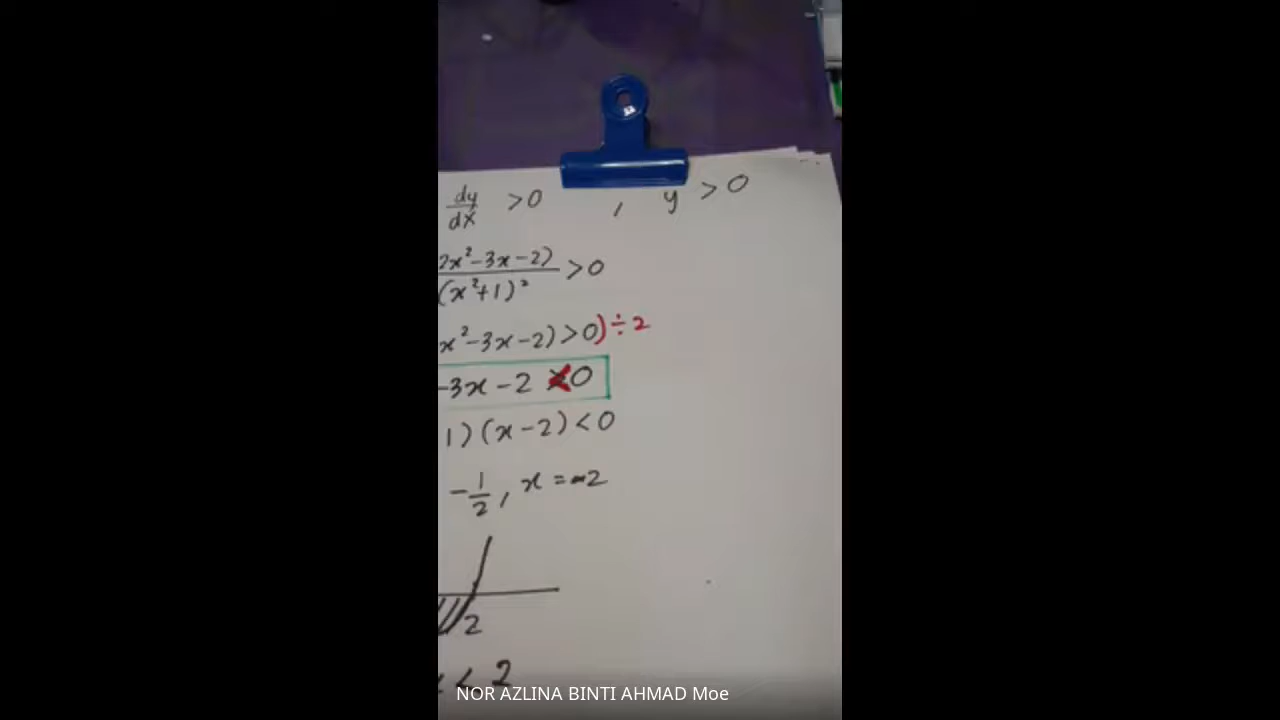 dy/dx > 0 , y > 0
2x²-3x-2)/(x²+1)² > 0
x²-3x-2) > 0) ÷ 2
-3x-2 < 0
1)(x-2) < 0
-1/2, x = -2
2
< 2
NOR AZLINA BINTI AHMAD Moe